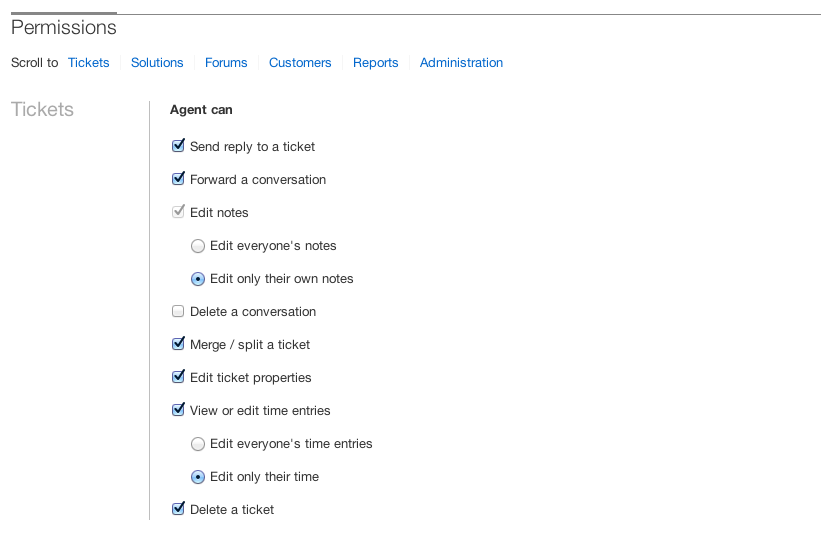 Permissions
Scroll to Tickets Solutions Forums Customers Reports Administration
Tickets
Agent can
Send reply to a ticket
Forward a conversation
Edit notes
Edit everyone's notes
Edit only their own notes
Delete a conversation
Merge / split a ticket
Edit ticket properties
View or edit time entries
Edit everyone's time entries
Edit only their time
Delete a ticket